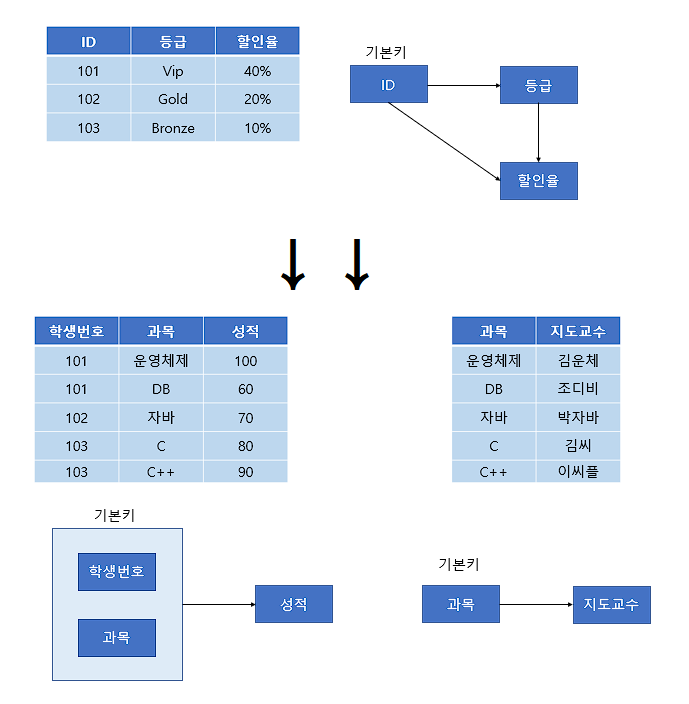 ID 등급 할인율
101 Vip 40%
102 Gold 20%
103 Bronze 10%
기본키
ID
등급
할인율
학생번호 과목 성적
101 운영체제 100
101 DB 60
102 자바 70
103 C 80
103 C++ 90
과목 지도교수
운영체제 김운체
DB 조디비
자바 박자바
C 김씨
C++ 이씨플
기본키
학생번호
과목
성적
기본키
과목
지도교수